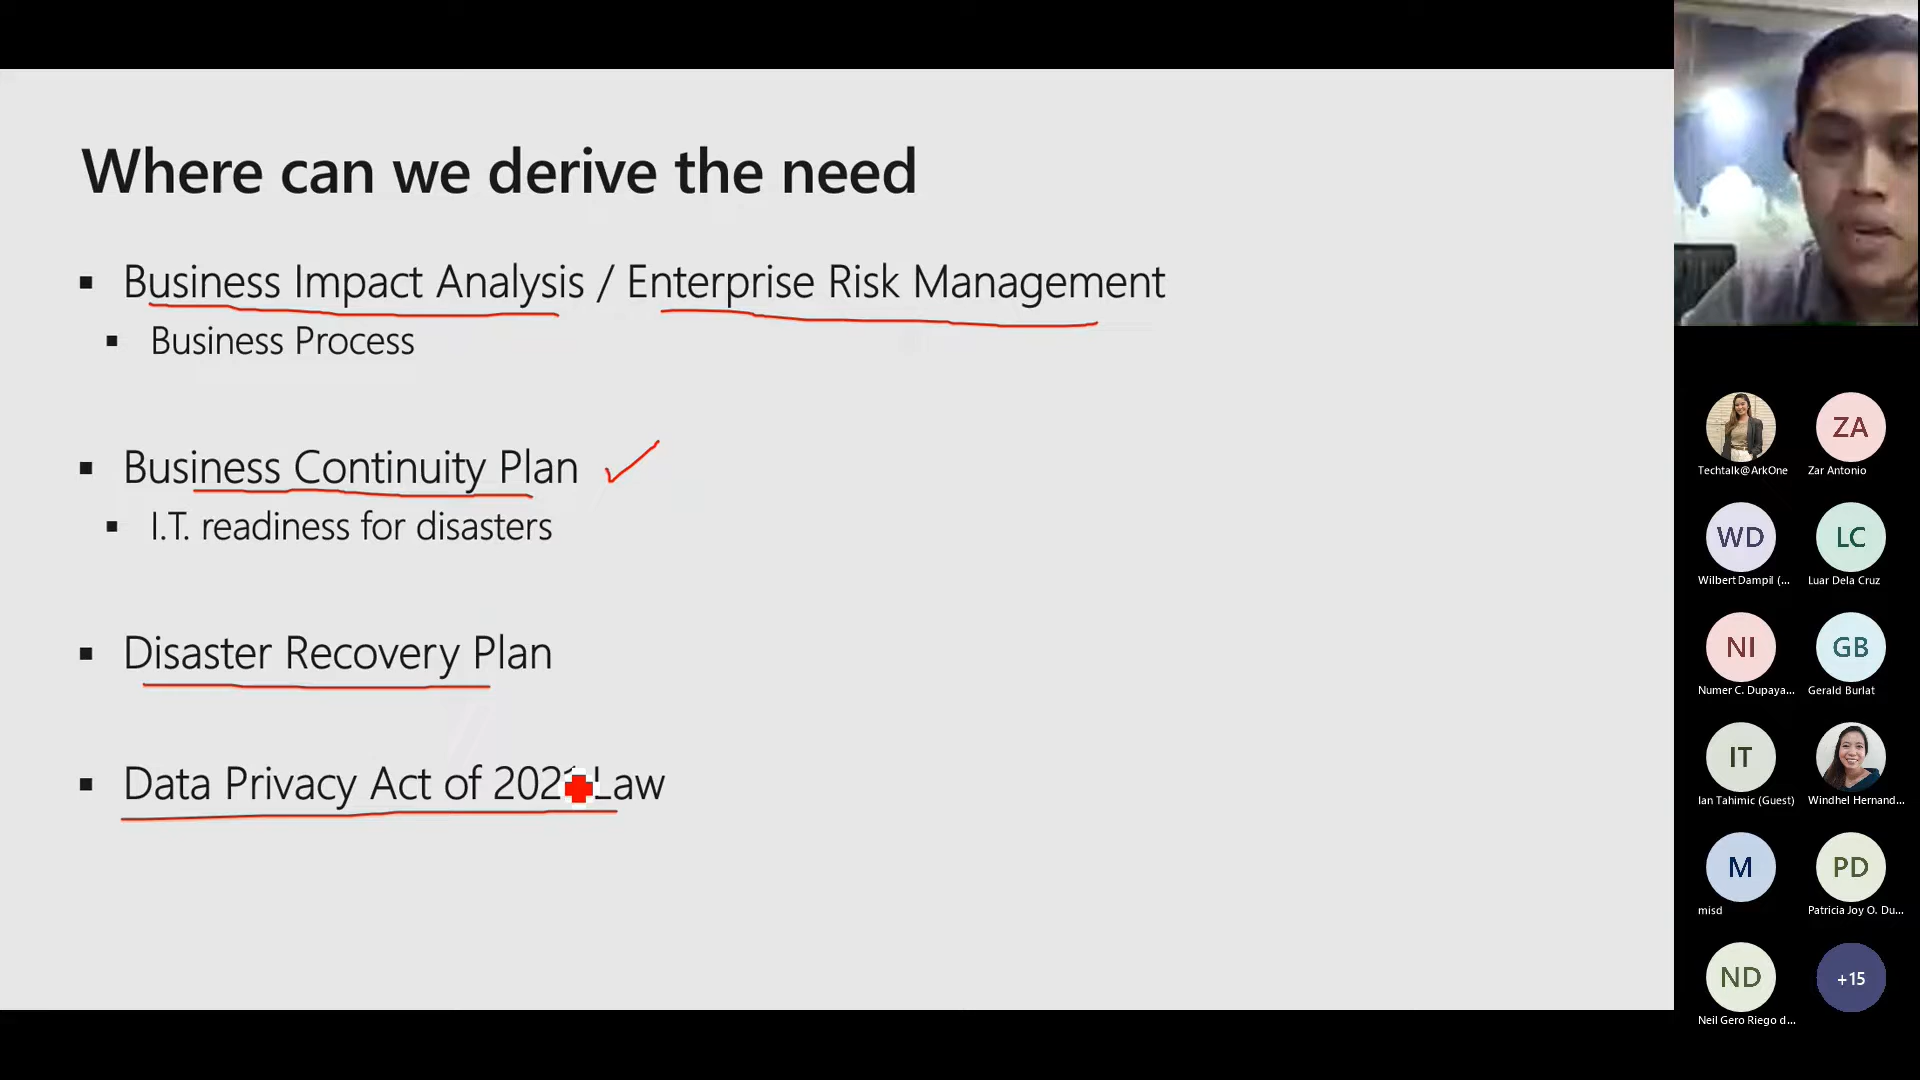 Where can we derive the need
▪ Business Impact Analysis / Enterprise Risk Management
▪ Business Process
▪ Business Continuity Plan
▪ I.T. readiness for disasters
▪ Disaster Recovery Plan
▪ Data Privacy Act of Law
Techtalk@ArkOne
ZA
Zar Antonio
WD
Wilbert Dampil (...
LC
Luar Dela Cruz
NI
Numer C. Dupaya...
GB
Gerald Burlat
IT
Ian Tahimic (Guest)
Windhel Hernand...
M
misd
PD
Patricia Joy O. Du...
ND
Neil Gero Riego d...
+15